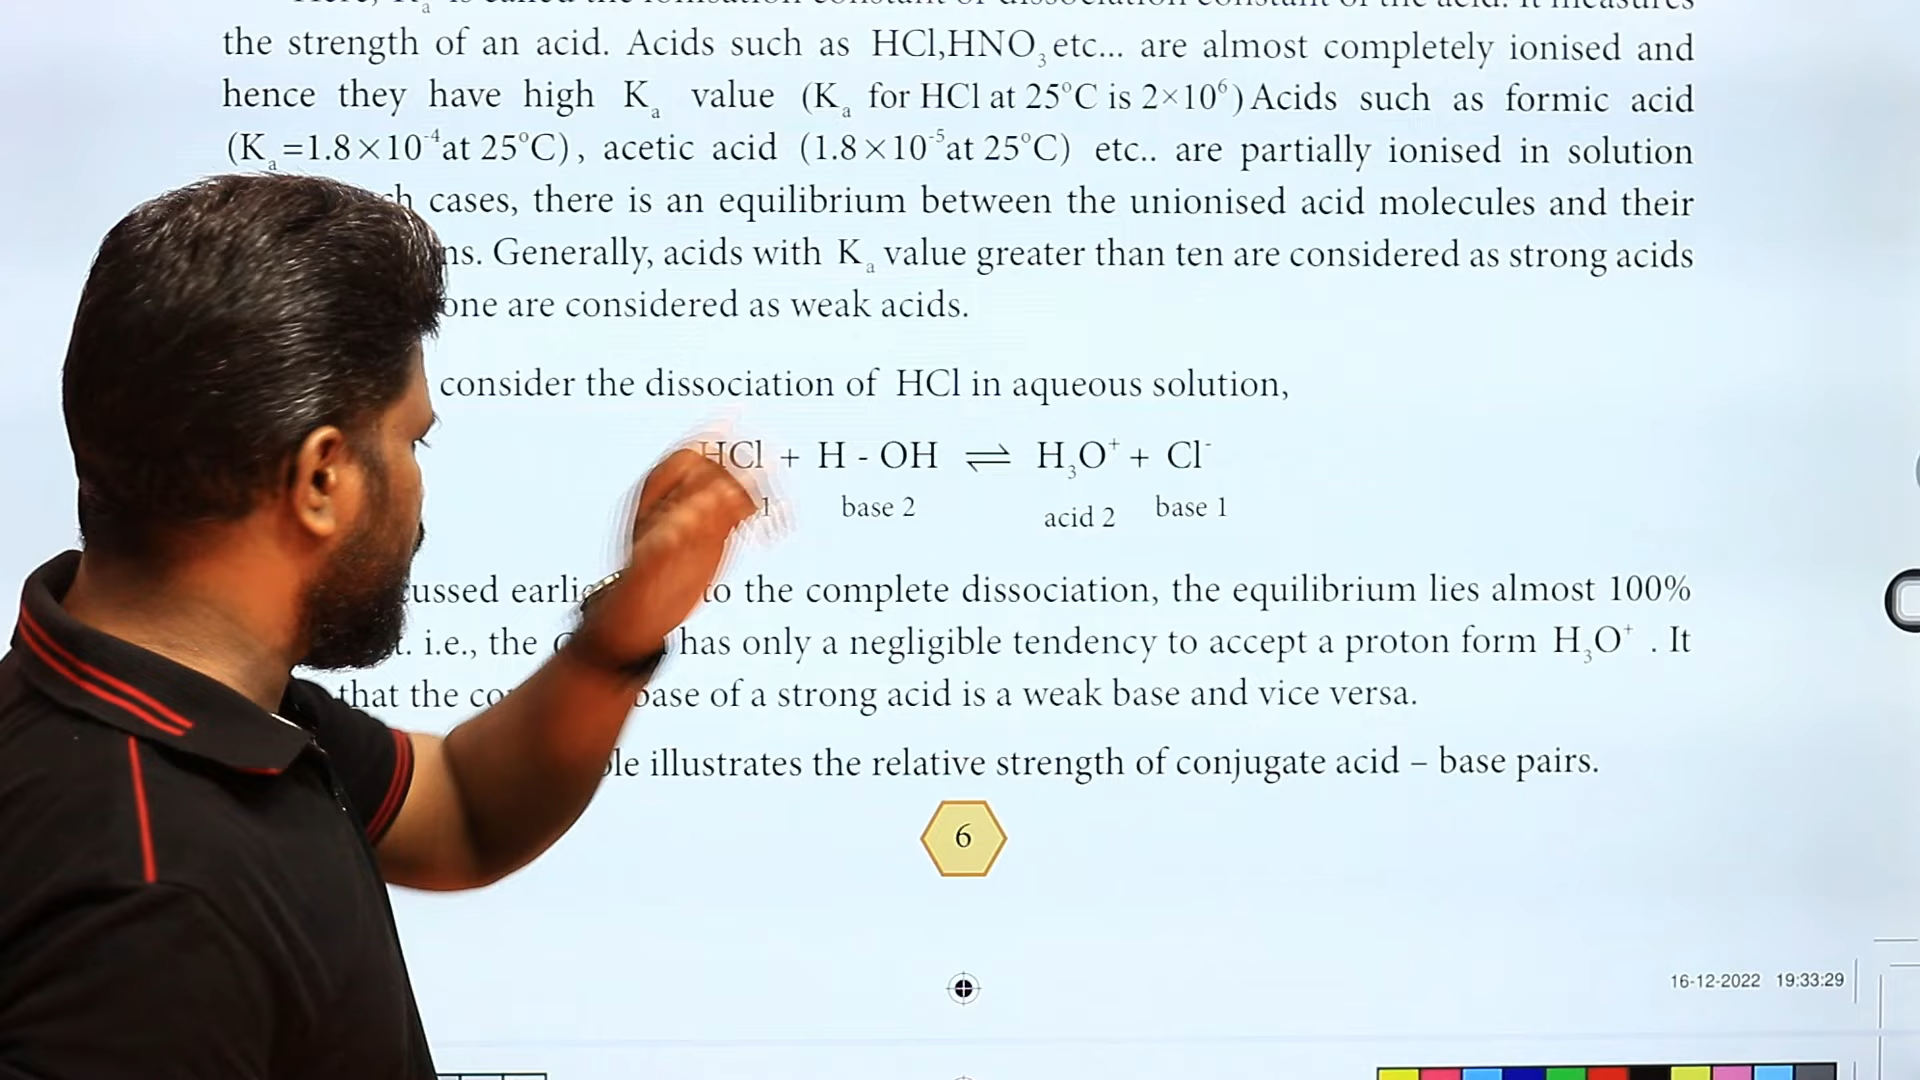 the strength of an acid. Acids such as HCl,HNO₃etc... are almost completely ionised and
hence they have high Kₐ value (Kₐ for HCl at 25°C is 2×10⁶) Acids such as formic acid
(Kₐ=1.8×10⁻⁴at 25°C), acetic acid (1.8×10⁻⁵at 25°C) etc.. are partially ionised in solution
cases, there is an equilibrium between the unionised acid molecules and their
Generally, acids with Kₐ value greater than ten are considered as strong acids
one are considered as weak acids.
consider the dissociation of HCl in aqueous solution,
HCl + H - OH ⇌ H₃O⁺ + Cl⁻
1 base 2 acid 2 base 1
to the complete dissociation, the equilibrium lies almost 100%
i.e., the has only a negligible tendency to accept a proton form H₃O⁺ . It
that the base of a strong acid is a weak base and vice versa.
illustrates the relative strength of conjugate acid – base pairs.
6
16-12-2022 19:33:29